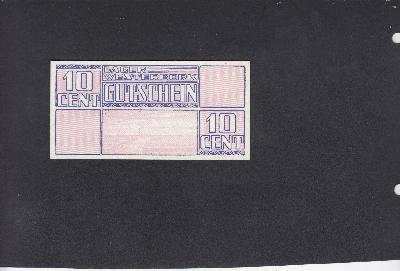 10
CENT
LAGER
WESTERBORK
GUTSCHEIN
10
CENT